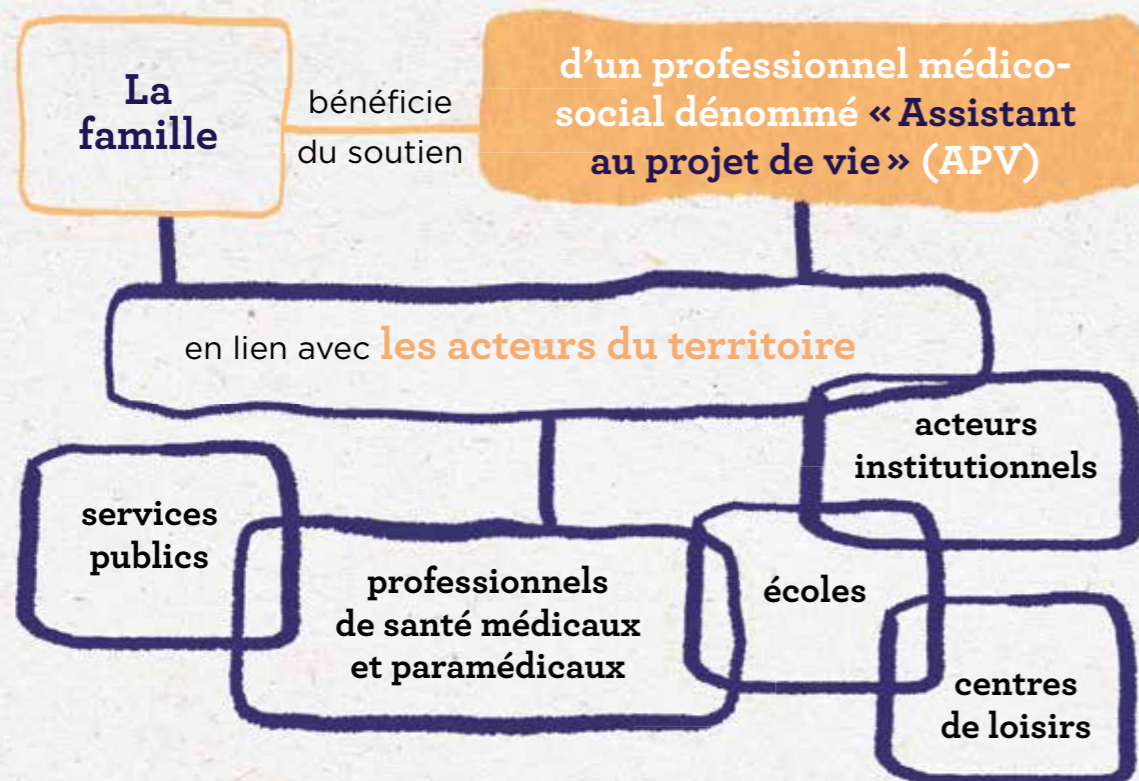 La
famille
bénéficie
du soutien
d’un professionnel médico-
social dénommé « Assistant
au projet de vie » (APV)
en lien avec les acteurs du territoire
acteurs
institutionnels
services
publics
professionnels
de santé médicaux
et paramédicaux
écoles
centres
de loisirs